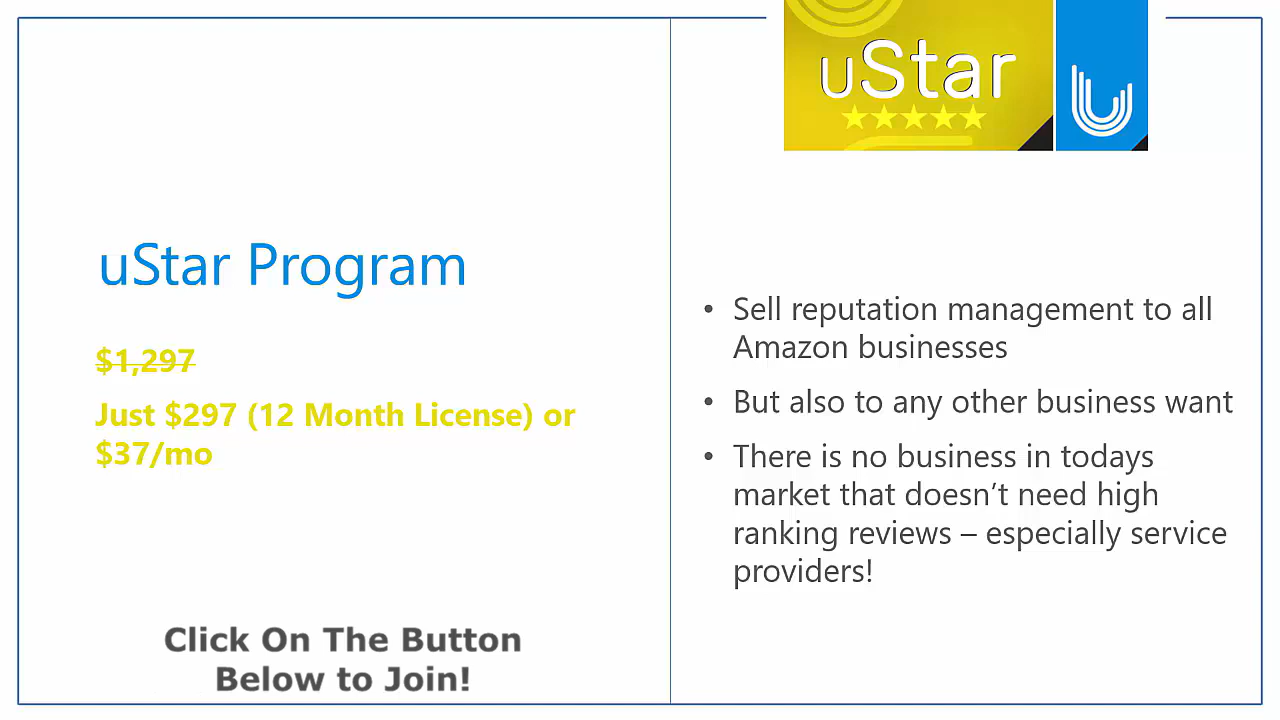 uStar
uStar Program
$1,297
Just $297 (12 Month License) or
$37/mo
• Sell reputation management to all
Amazon businesses
• But also to any other business want
• There is no business in todays
market that doesn’t need high
ranking reviews – especially service
providers!
Click On The Button
Below to Join!